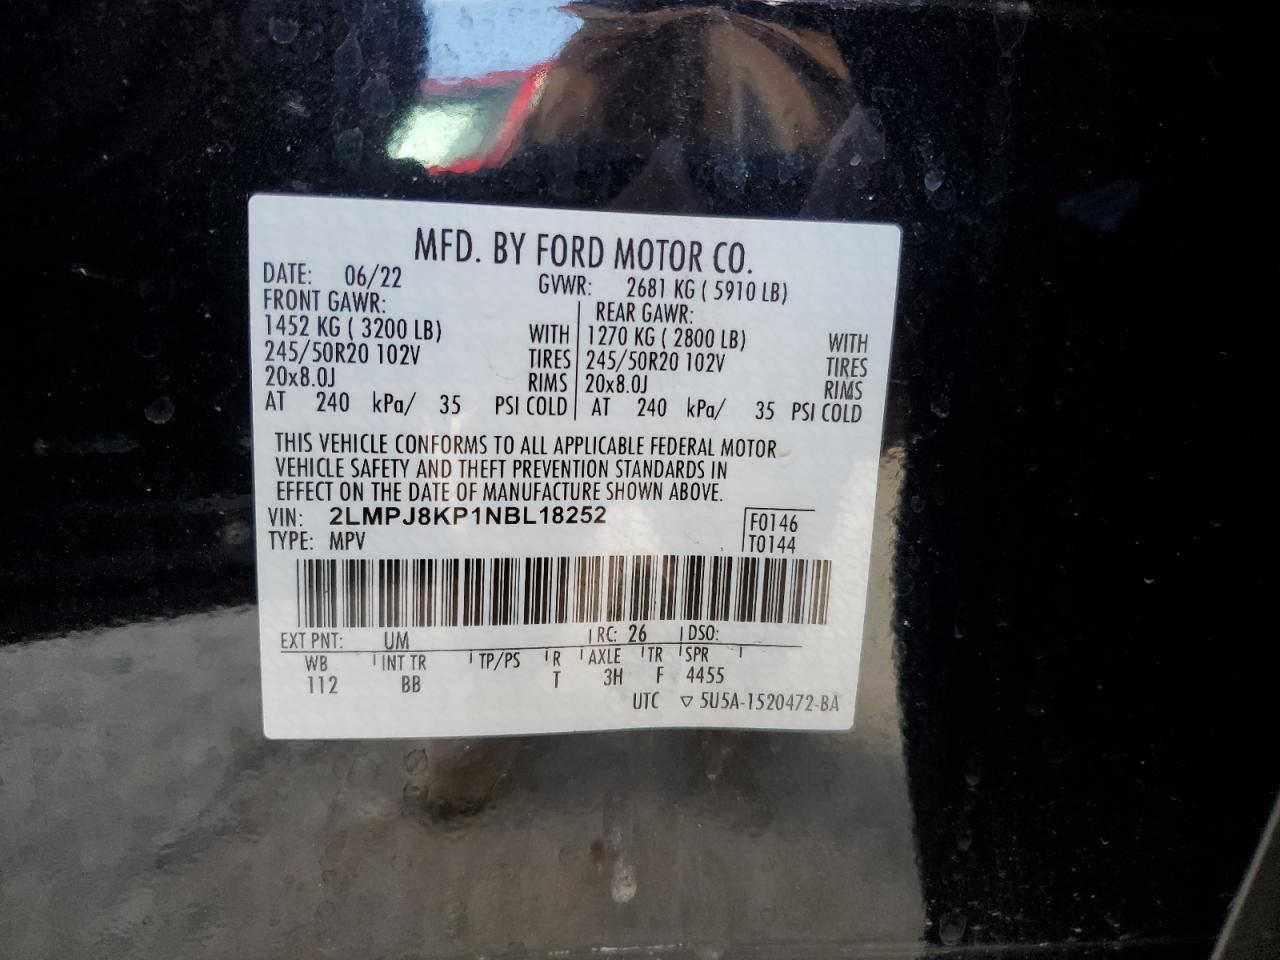 MFD. BY FORD MOTOR CO.
DATE: 06/22 GVWR: 2681 KG ( 5910 LB)
FRONT GAWR: REAR GAWR:
1452 KG ( 3200 LB) WITH 1270 KG ( 2800 LB) WITH
245/50R20 102V TIRES 245/50R20 102V TIRES
20x8.0J RIMS 20x8.0J RIMS
AT 240 kPa/ 35 PSI COLD AT 240 kPa/ 35 PSI COLD
THIS VEHICLE CONFORMS TO ALL APPLICABLE FEDERAL MOTOR
VEHICLE SAFETY AND THEFT PREVENTION STANDARDS IN
EFFECT ON THE DATE OF MANUFACTURE SHOWN ABOVE.
VIN: 2LMPJ8KP1NBL18252 F0146
TYPE: MPV T0144
EXT PNT: UM RC: 26 DSO:
WB INT TR TP/PS R AXLE TR SPR
112 BB T 3H F 4455
UTC ▽ 5U5A-1520472-BA